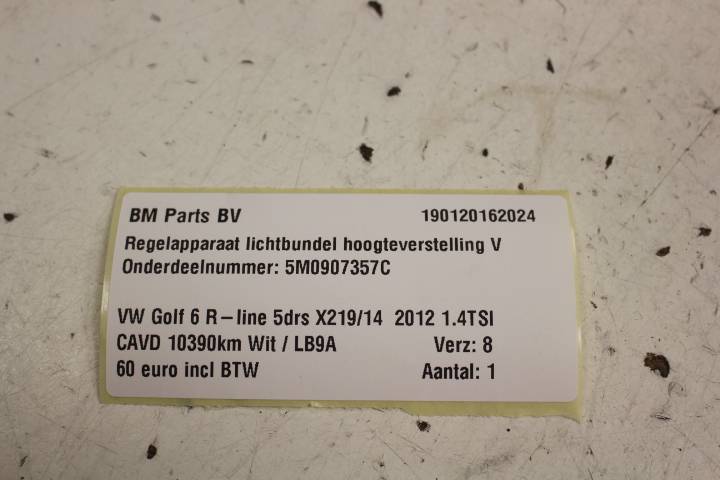 BM Parts BV 190120162024
Regelapparaat lichtbundel hoogteverstelling V
Onderdeelnummer: 5M0907357C
VW Golf 6 R-line 5drs X219/14 2012 1.4TSI
CAVD 10390km Wit / LB9A Verz: 8
60 euro incl BTW Aantal: 1